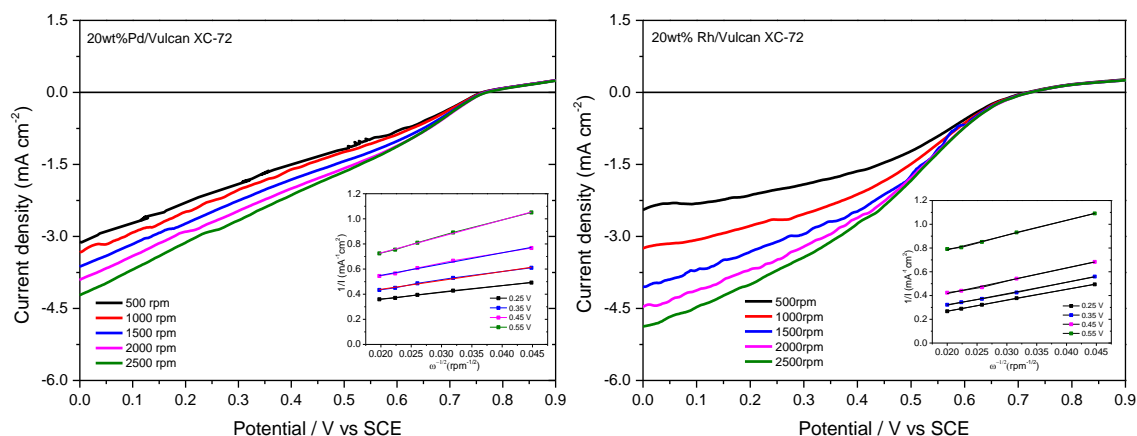 20wt%Pd/Vulcan XC-72
Current density (mA cm⁻²)
1.5
0.0
-1.5
-3.0
-4.5
-6.0
500 rpm
1000 rpm
1500 rpm
2000 rpm
2500 rpm
1/I ((mA⁻¹cm²)
1.2
1.0
0.8
0.6
0.4
0.2
0.0
0.25 V
0.35 V
0.45 V
0.55 V
0.020 0.025 0.030 0.035 0.040 0.045
ω⁻¹/²(rpm⁻¹/²)
0.0 0.1 0.2 0.3 0.4 0.5 0.6 0.7 0.8 0.9
Potential / V vs SCE
20wt% Rh/Vulcan XC-72
Current density (mA cm⁻²)
1.5
0.0
-1.5
-3.0
-4.5
-6.0
500rpm
1000rpm
1500rpm
2000rpm
2500rpm
1/I ((mA⁻¹cm²)
1.2
1.0
0.8
0.6
0.4
0.2
0.0
0.25 V
0.35 V
0.45 V
0.55 V
0.020 0.025 0.030 0.035 0.040 0.045
ω⁻¹/²(rpm⁻¹/²)
0.0 0.1 0.2 0.3 0.4 0.5 0.6 0.7 0.8 0.9
Potential / V vs SCE